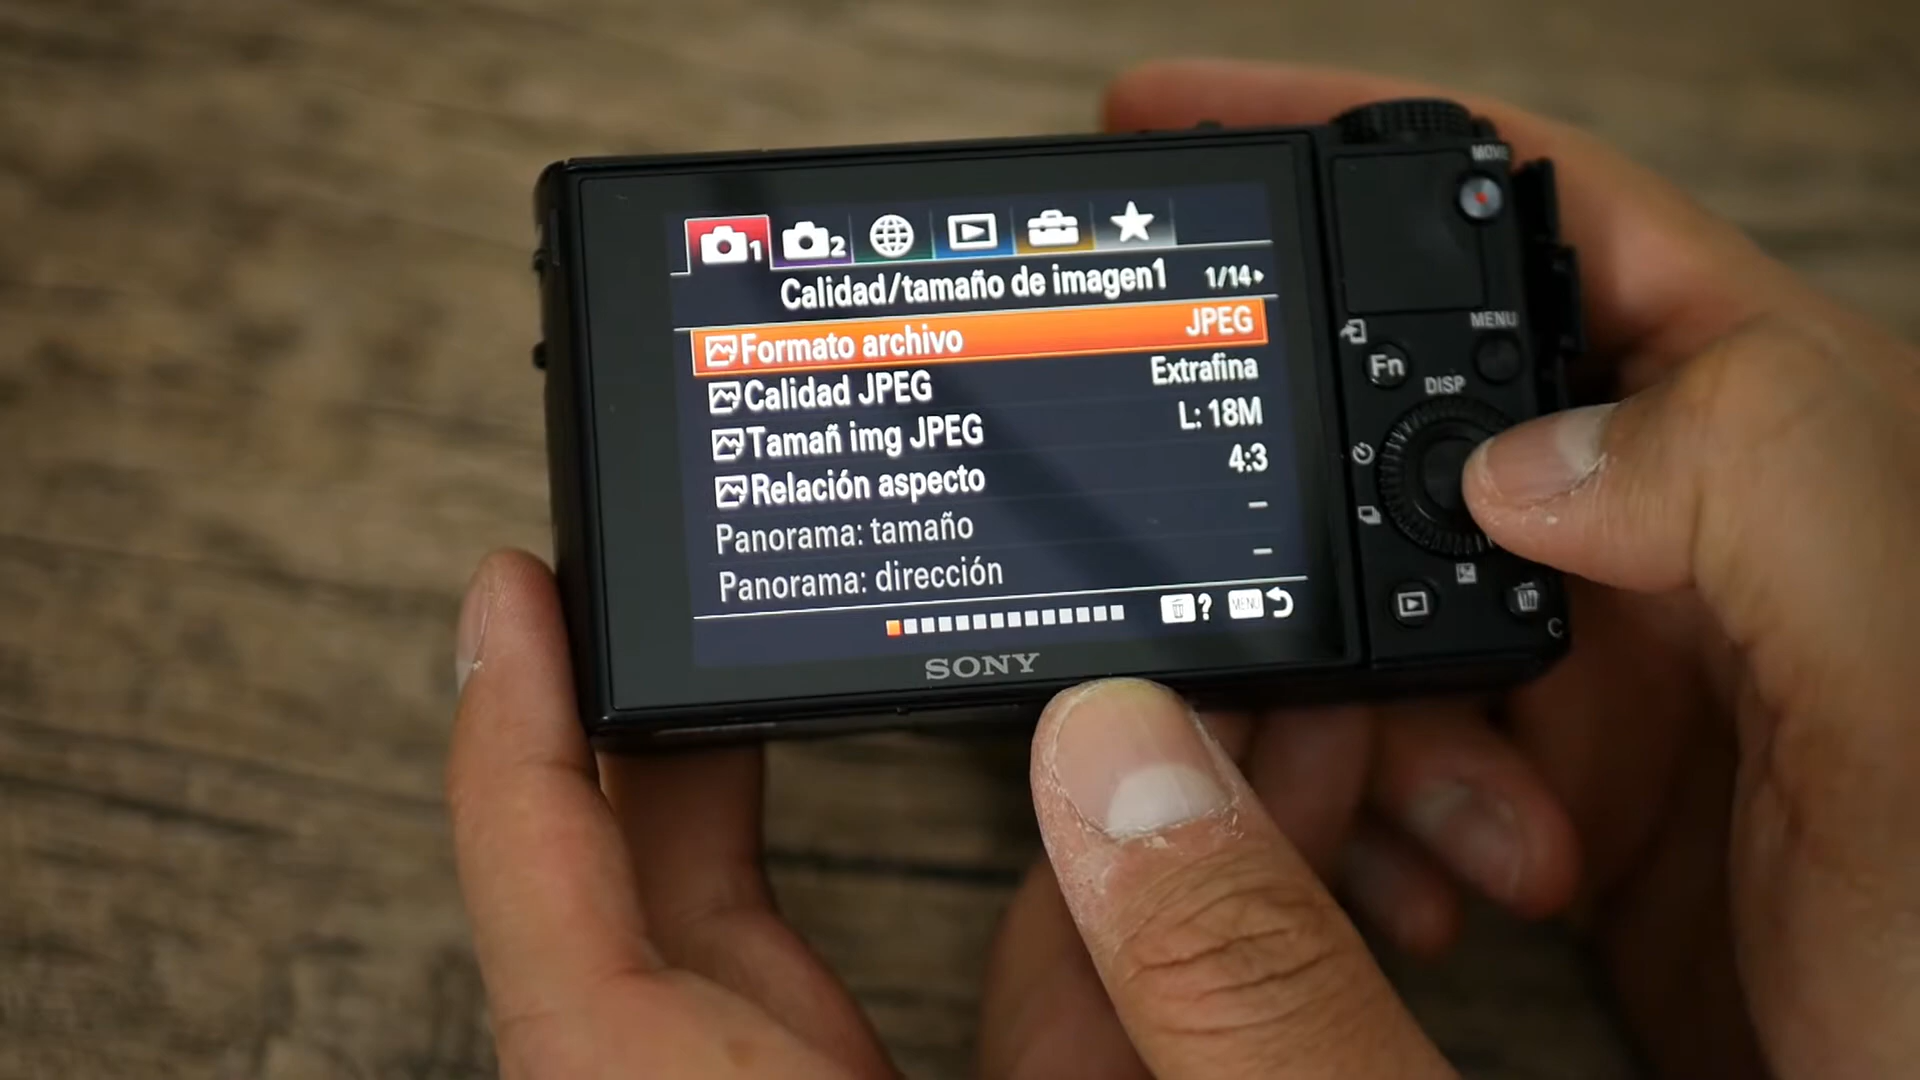 1 2
Calidad/tamaño de imagen1 1/14
Formato archivo JPEG
Calidad JPEG Extrafina
Tamañ img JPEG L: 18M
Relación aspecto 4:3
Panorama: tamaño –
Panorama: dirección –
? MENU
SONY
MOVIE
MENU
Fn
DISP
C